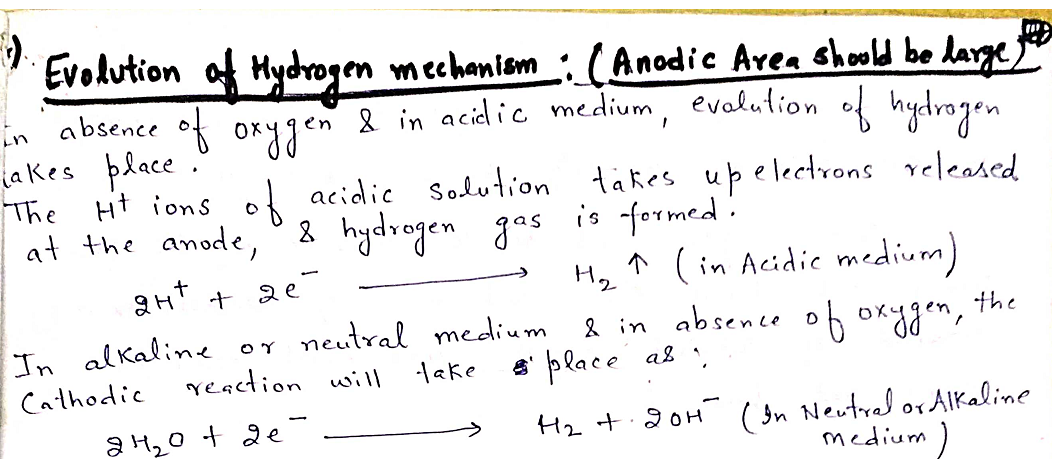 Evolution of Hydrogen mechanism : (Anodic Area should be large)
In absence of oxygen & in acidic medium, evolution of hydrogen
takes place.
The H⁺ ions of acidic solution takes up electrons released
at the anode, & hydrogen gas is formed.
2H⁺ + 2e⁻ ⟶ H₂ ↑ (in Acidic medium)
In alkaline or neutral medium & in absence of oxygen, the
Cathodic reaction will take place as :
2H₂O + 2e⁻ ⟶ H₂ + 2OH⁻ (In Neutral or Alkaline
medium)